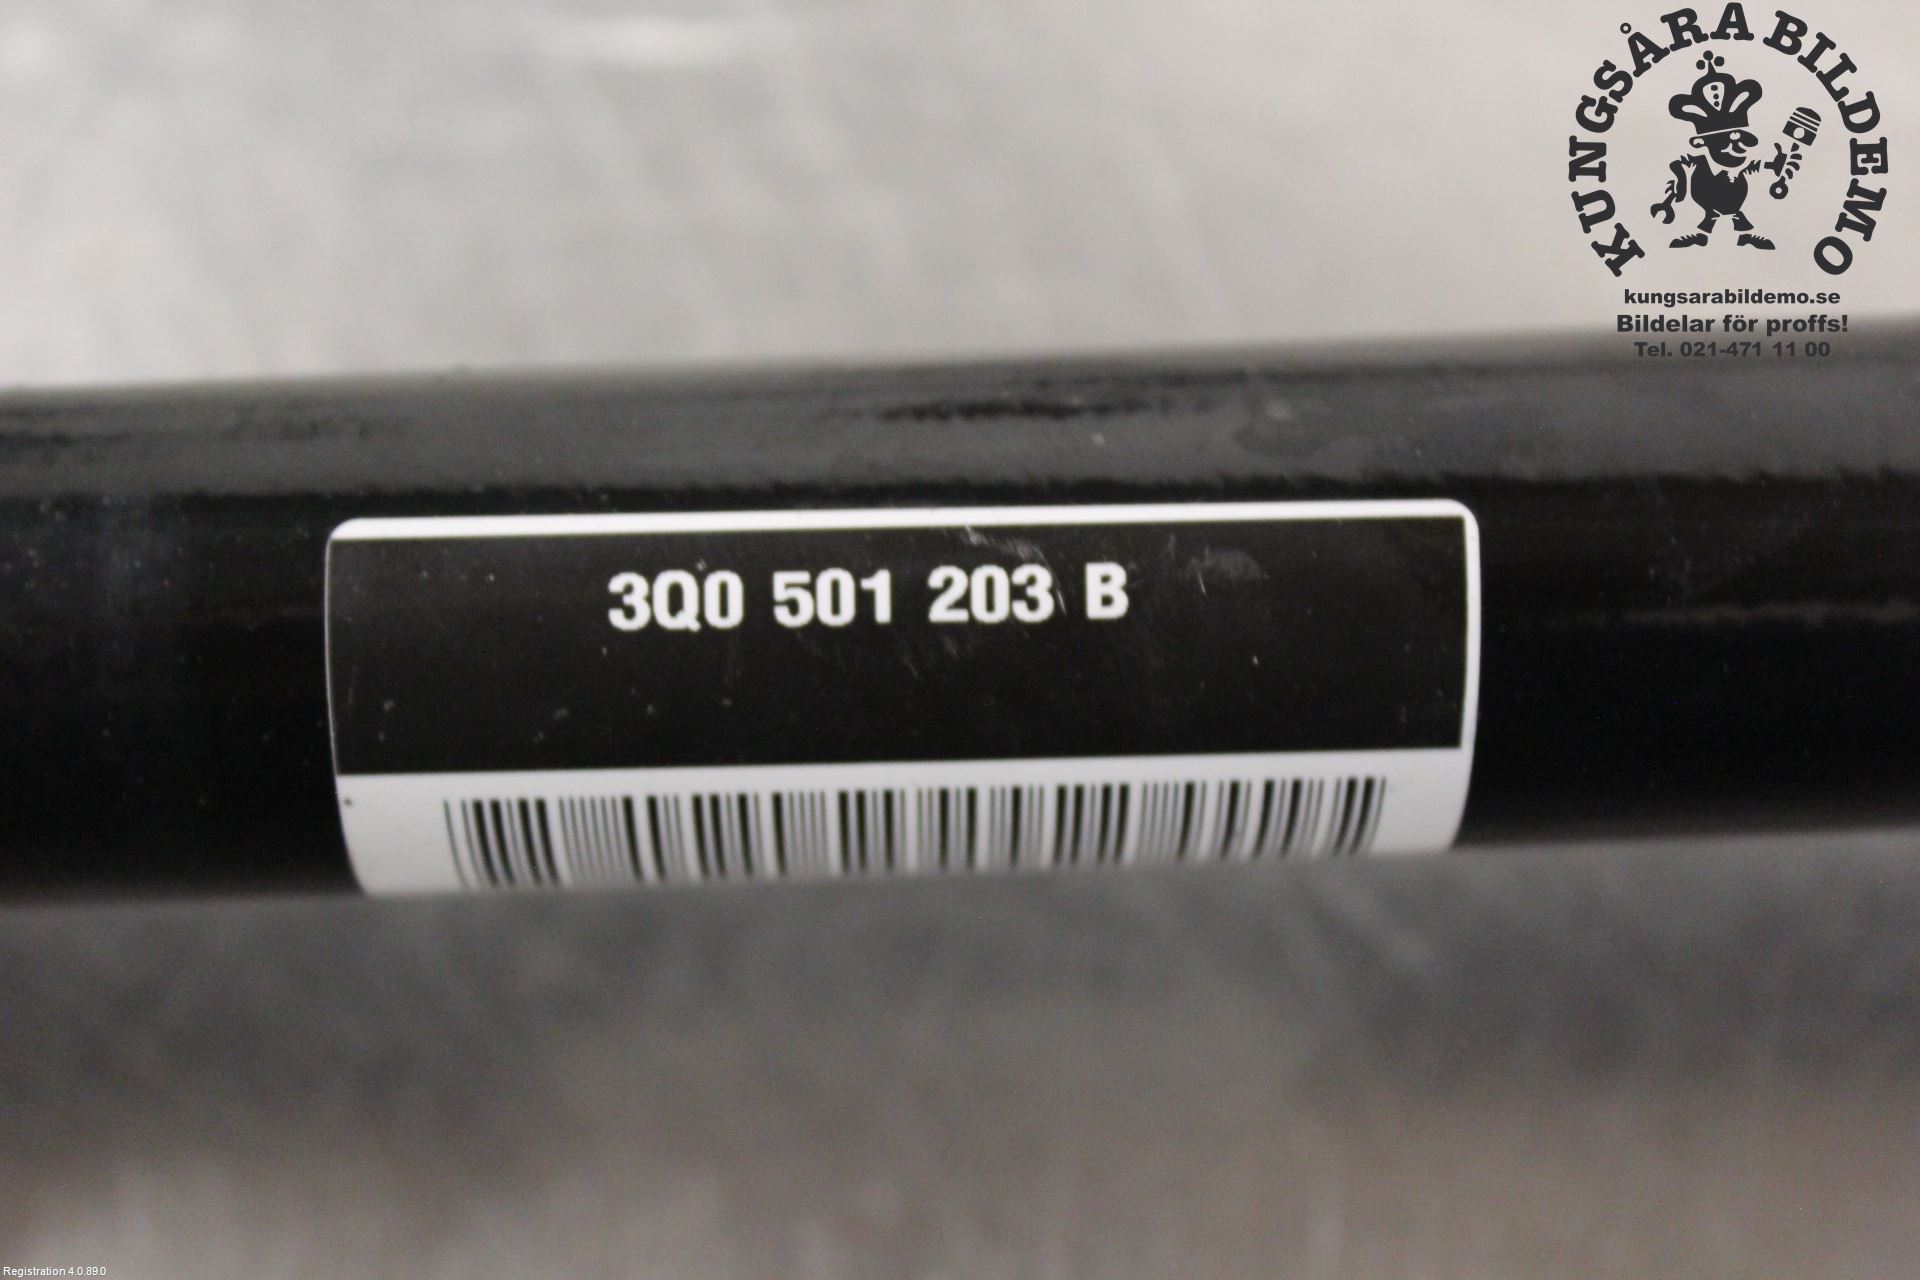 KUNGSÅRA BILDEMO
kungsarabildemo.se
Bildelar för proffs!
Tel. 021-471 11 00
3Q0 501 203 B
Registration 4.0.89.0